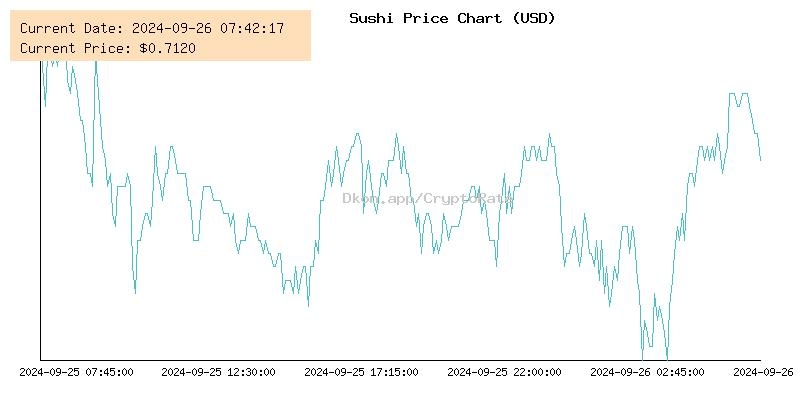 Sushi Price Chart (USD)
Current Date: 2024-09-26 07:42:17
Current Price: $0.7120
Dkon.app/CryptoRate
2024-09-25 07:45:00 2024-09-25 12:30:00 2024-09-25 17:15:00 2024-09-25 22:00:00 2024-09-26 02:45:00 2024-09-26